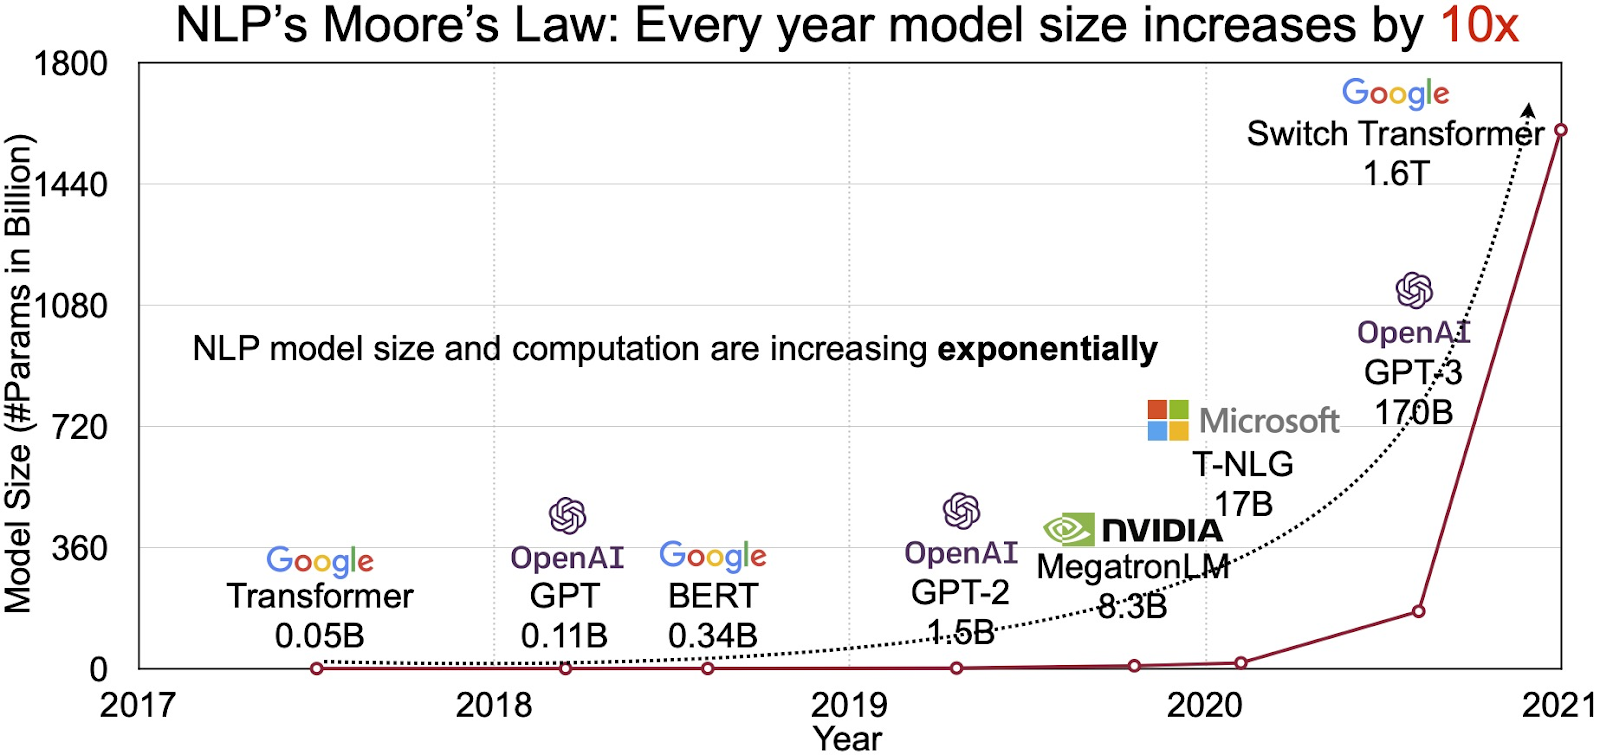 NLP's Moore's Law: Every year model size increases by 10x
Model Size (#Params in Billion)
1800
1440
1080
720
360
0
2017
2018
2019
2020
2021
Year
NLP model size and computation are increasing exponentially
Google
Transformer
0.05B
OpenAI
GPT
0.11B
Google
BERT
0.34B
OpenAI
GPT-2
1.5B
NVIDIA
MegatronLM
8.3B
Microsoft
T-NLG
17B
OpenAI
GPT-3
170B
Google
Switch Transformer
1.6T